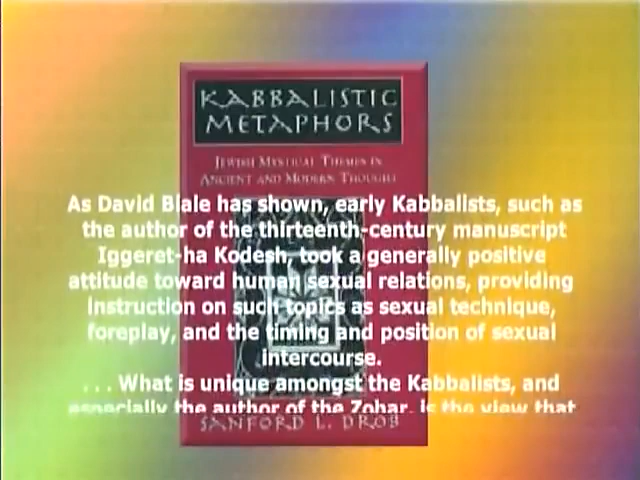 KABBALISTIC
METAPHORS
JEWISH MYSTICAL THEMES IN
ANCIENT AND MODERN THOUGHT
As David Biale has shown, early Kabbalists, such as
the author of the thirteenth-century manuscript
Iggeret-ha Kodesh, took a generally positive
attitude toward human sexual relations, providing
instruction on such topics as sexual technique,
foreplay, and the timing and position of sexual
intercourse.
. . . What is unique amongst the Kabbalists, and
especially the author of the Zohar, is the view that
SANFORD L. DROB